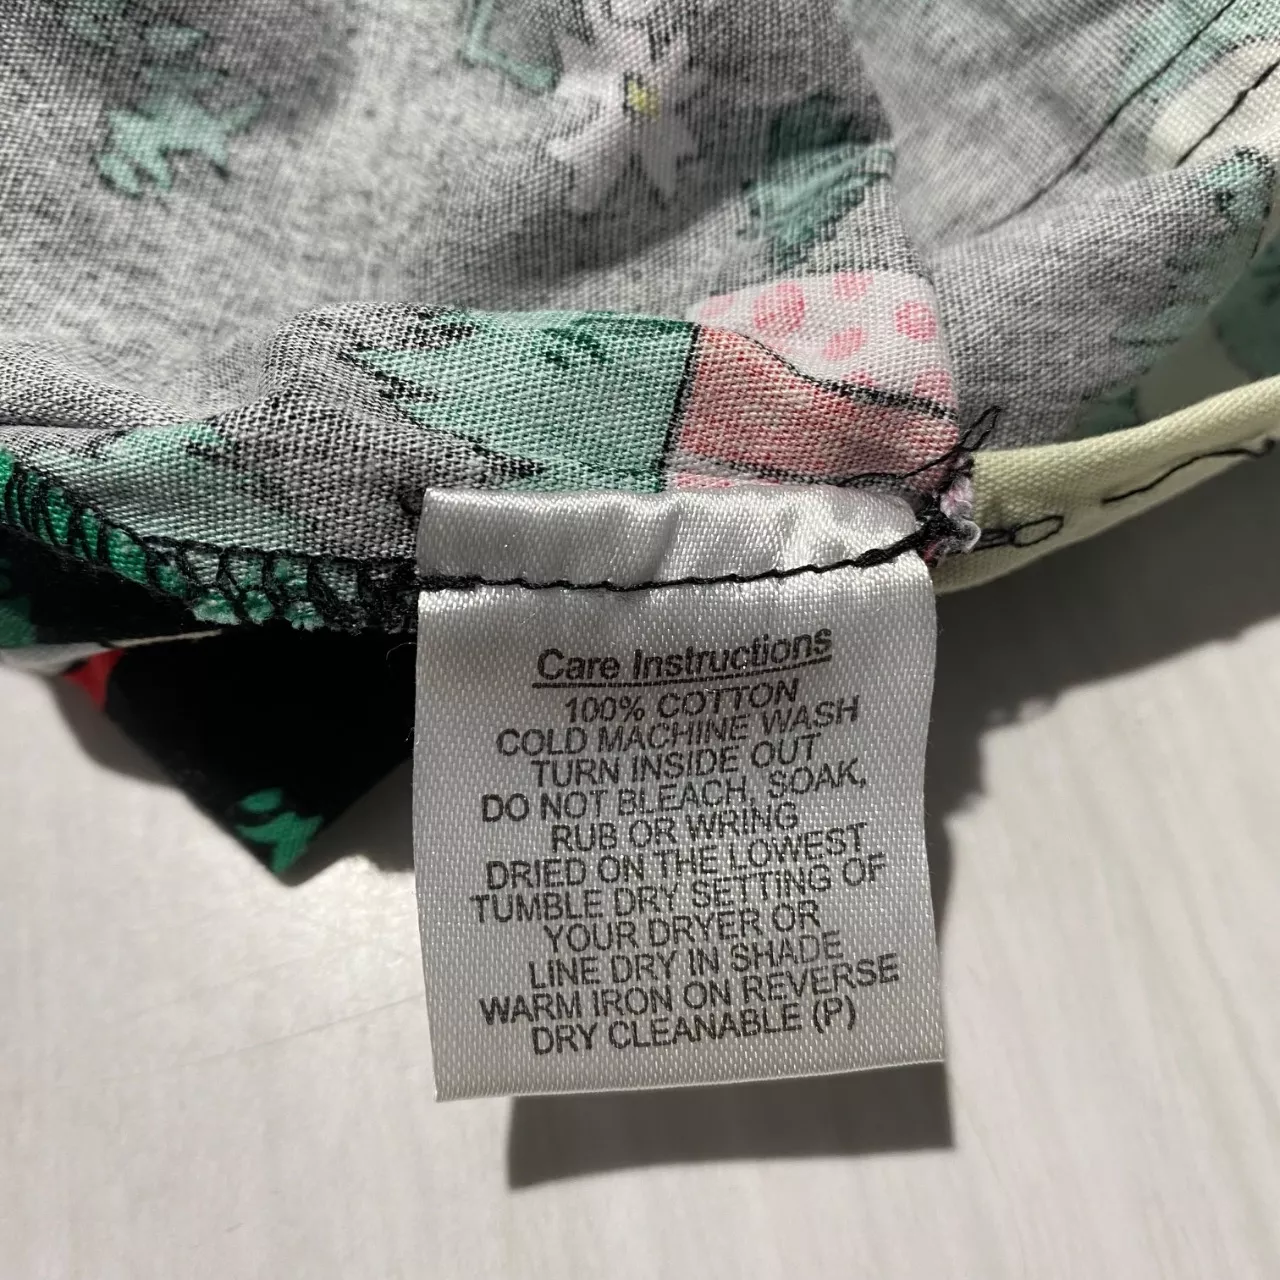 Care Instructions
100% COTTON
COLD MACHINE WASH
TURN INSIDE OUT
DO NOT BLEACH, SOAK,
RUB OR WRING
DRIED ON THE LOWEST
TUMBLE DRY SETTING OF
YOUR DRYER OR
LINE DRY IN SHADE
WARM IRON ON REVERSE
DRY CLEANABLE (P)